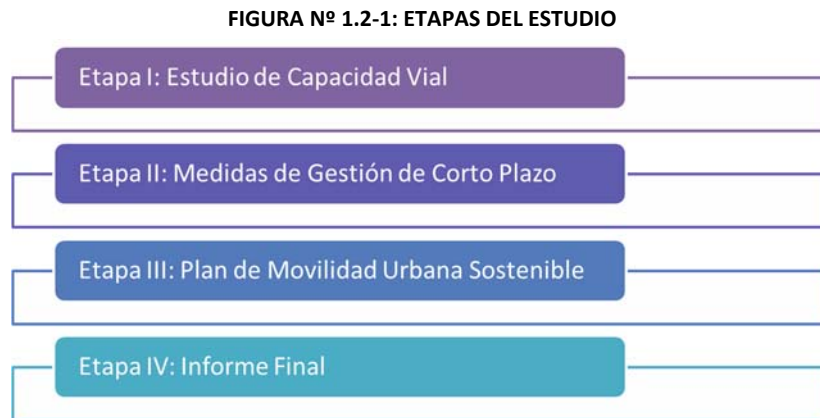 FIGURA Nº 1.2-1: ETAPAS DEL ESTUDIO
Etapa I: Estudio de Capacidad Vial
Etapa II: Medidas de Gestión de Corto Plazo
Etapa III: Plan de Movilidad Urbana Sostenible
Etapa IV: Informe Final